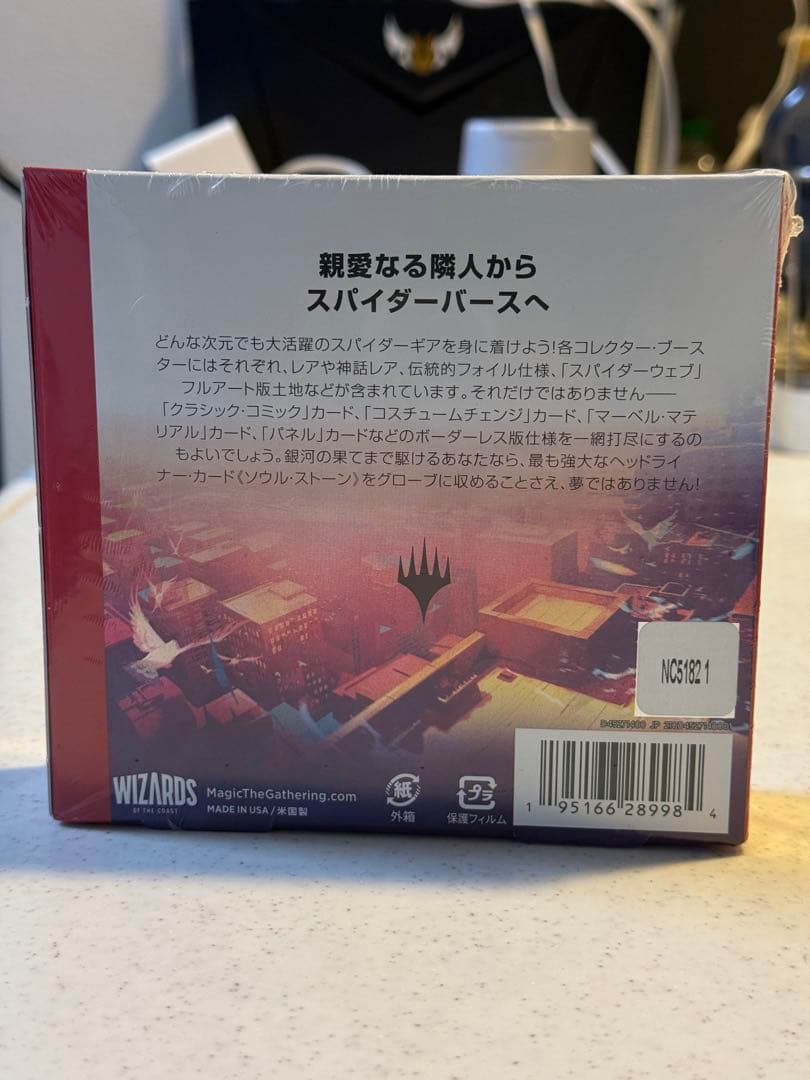 親愛なる隣人から
スパイダーバースへ
どんな次元でも大活躍のスパイダーギアを身に着けよう!各コレクター・ブース
ターにはそれぞれ、レアや神話レア、伝統的フォイル仕様、「スパイダーウェブ」
フルアート版土地などが含まれています。それだけではありません――
「クラシック・コミック」カード、「コスチュームチェンジ」カード、「マーベル・マテ
リアル」カード、「パネル」カードなどのボーダーレス版仕様を一網打尽にするの
もよいでしょう。銀河の果てまで駆けるあなたなら、最も強大なヘッドライ
ナー・カード《ソウル・ストーン》をグローブに収めることさえ、夢ではありません!
NC5182 1
WIZARDS
OF THE COAST
MagicTheGathering.com
MADE IN USA / 米国製
紙
外箱
プラ
保護フィルム
1 95166 28998 4